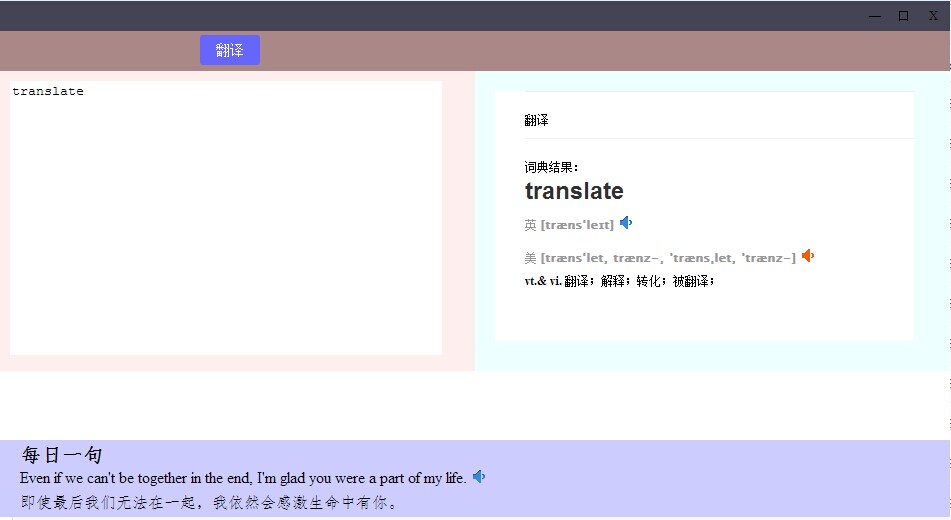 — 口 X
翻译
translate
翻译
词典结果：
translate
英 [træns'leɪt]
美 [træns'let, trænz-, 'træns,let, 'trænz-]
vt.& vi. 翻译；解释；转化；被翻译；
每日一句
Even if we can't be together in the end, I'm glad you were a part of my life.
即使最后我们无法在一起，我依然会感激生命中有你。